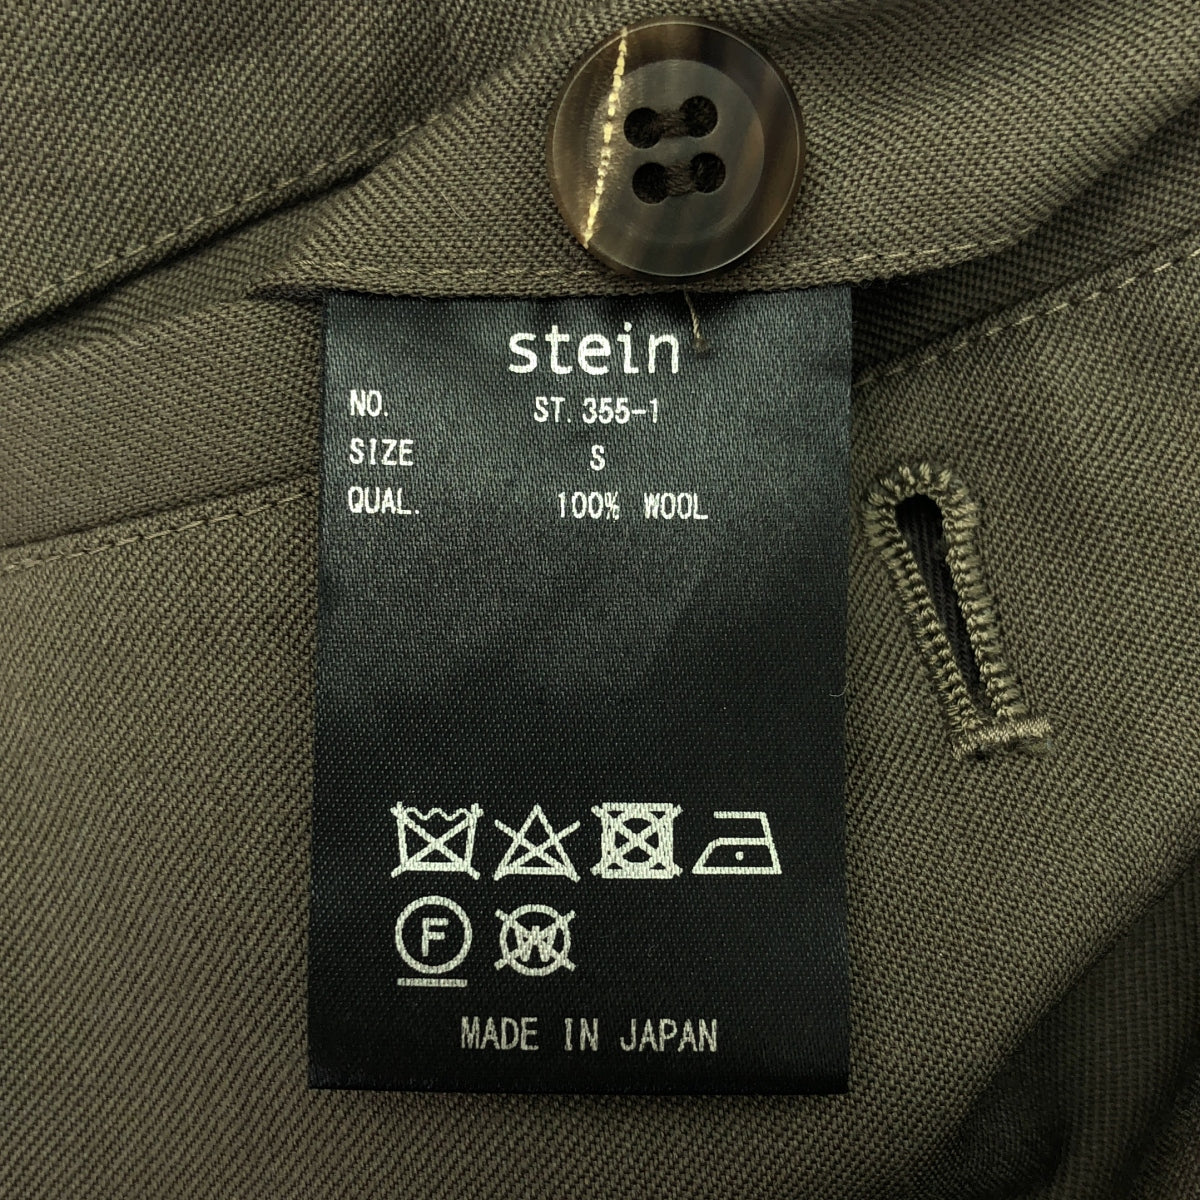 stein
NO. ST.355-1
SIZE S
QUAL. 100% WOOL
F W
MADE IN JAPAN